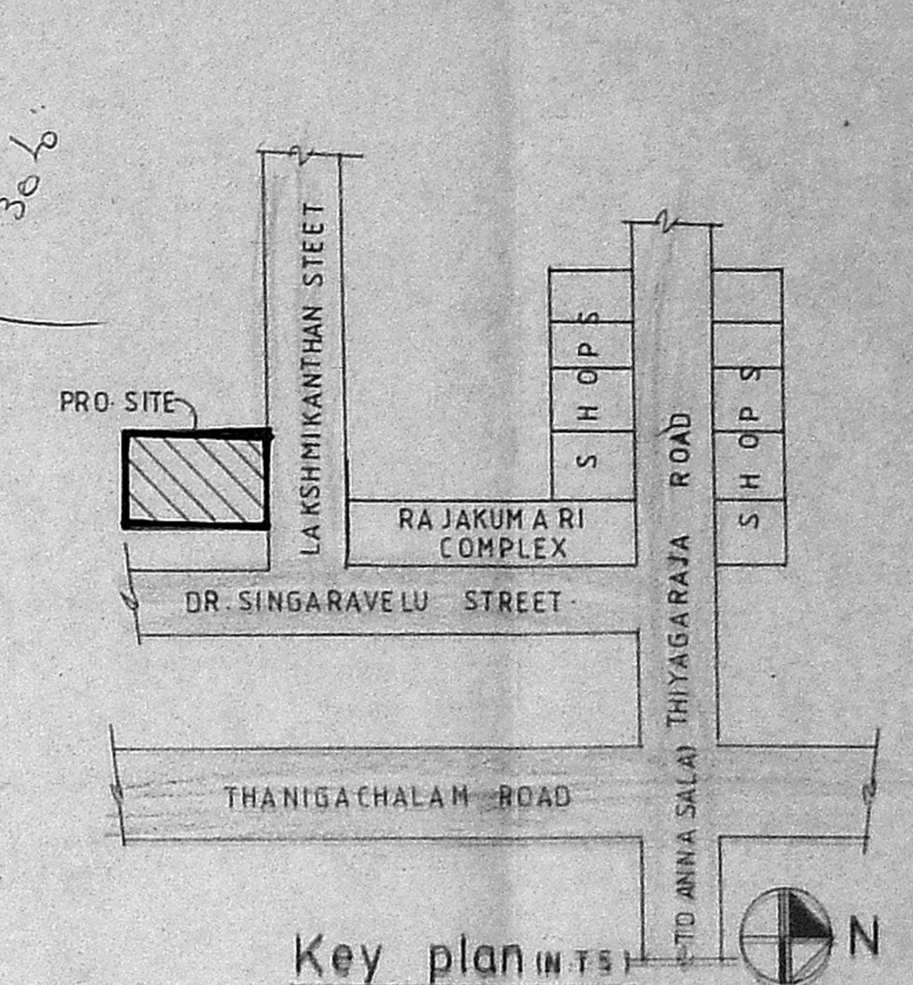 LAKSHMIKANTHAN STEET
PRO. SITE
SHOPS
SHOPS
RAJAKUMARI
COMPLEX
DR. SINGARAVELU STREET.
THIYAGARAJA ROAD
THANIGACHALAM ROAD
TO ANNA SALAI
Key plan (N.T.S)
N